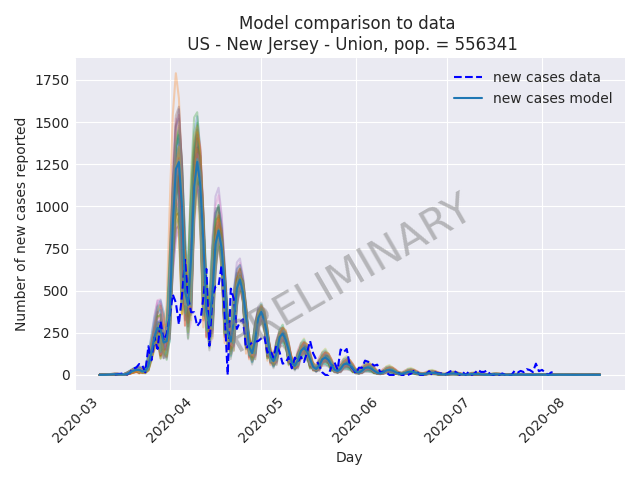 Model comparison to data
US - New Jersey - Union, pop. = 556341
new cases data
new cases model
Number of new cases reported
1750
1500
1250
1000
750
500
250
0
PRELIMINARY
2020-03
2020-04
2020-05
2020-06
2020-07
2020-08
Day